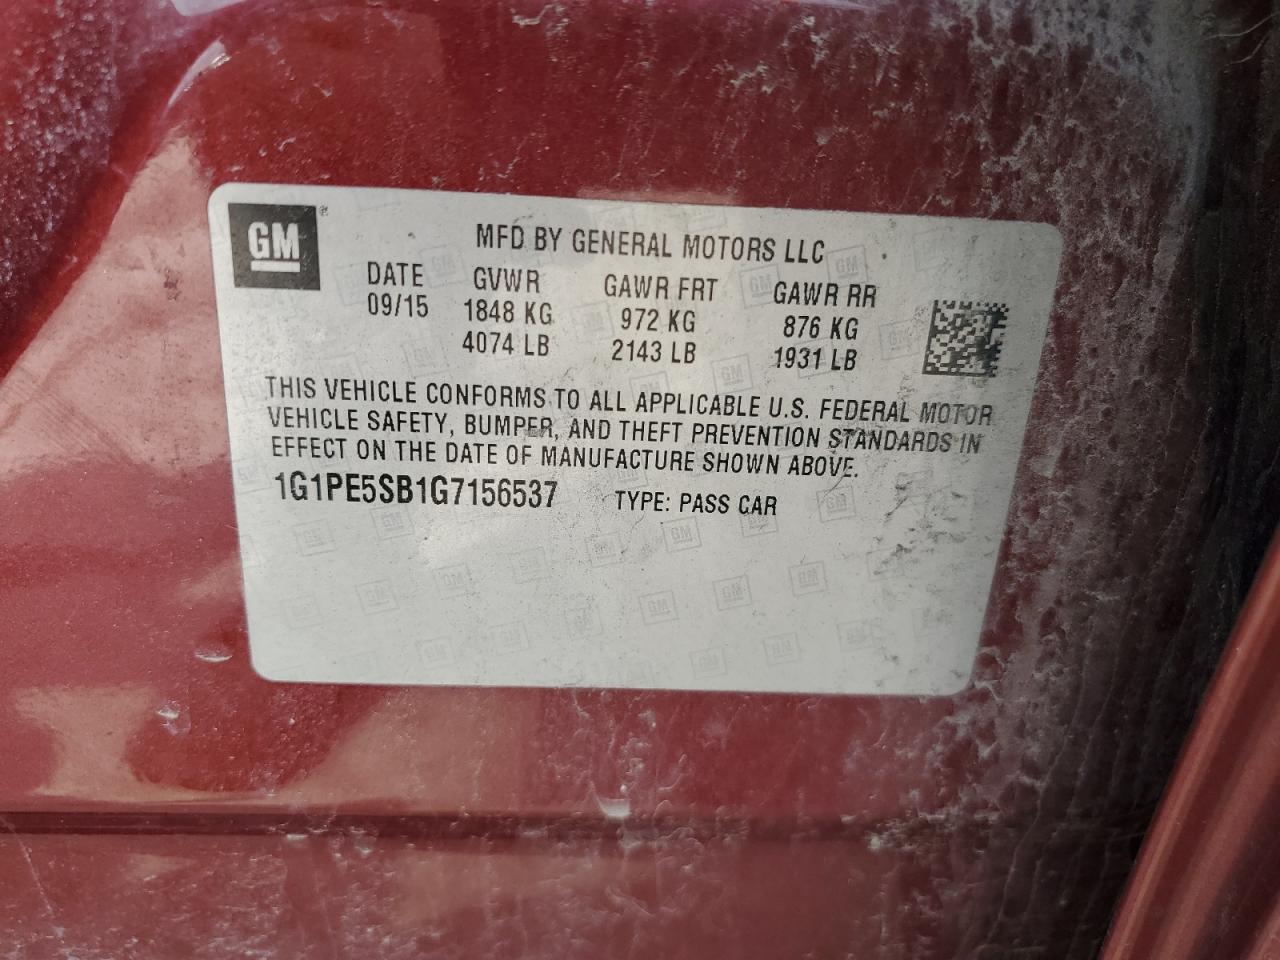 GM®
MFD BY GENERAL MOTORS LLC
DATE GVWR GAWR FRT GAWR RR
09/15 1848 KG 972 KG 876 KG
4074 LB 2143 LB 1931 LB
THIS VEHICLE CONFORMS TO ALL APPLICABLE U.S. FEDERAL MOTOR
VEHICLE SAFETY, BUMPER, AND THEFT PREVENTION STANDARDS IN
EFFECT ON THE DATE OF MANUFACTURE SHOWN ABOVE.
1G1PE5SB1G7156537 TYPE: PASS CAR